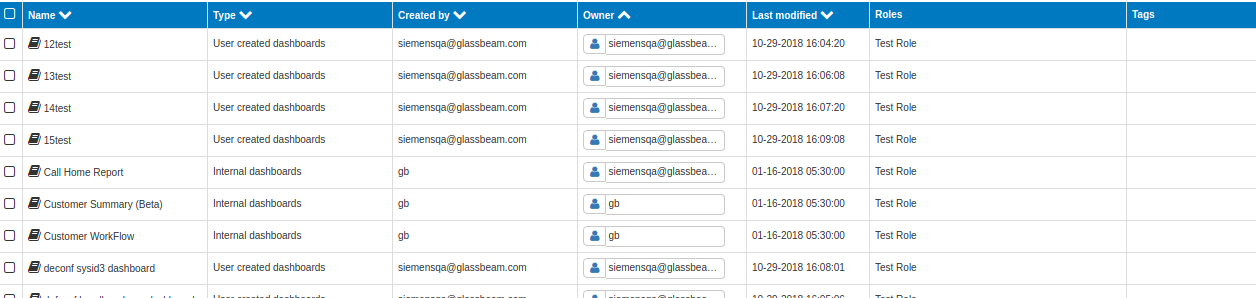 Name Type Created by Owner Last modified Roles Tags
12test User created dashboards siemensqa@glassbeam.com siemensqa@glassbea... 10-29-2018 16:04:20 Test Role
13test User created dashboards siemensqa@glassbeam.com siemensqa@glassbea... 10-29-2018 16:06:08 Test Role
14test User created dashboards siemensqa@glassbeam.com siemensqa@glassbea... 10-29-2018 16:07:20 Test Role
15test User created dashboards siemensqa@glassbeam.com siemensqa@glassbea... 10-29-2018 16:09:08 Test Role
Call Home Report Internal dashboards gb siemensqa@glassbea... 01-16-2018 05:30:00 Test Role
Customer Summary (Beta) Internal dashboards gb gb 01-16-2018 05:30:00 Test Role
Customer WorkFlow Internal dashboards gb gb 01-16-2018 05:30:00 Test Role
deconf sysid3 dashboard User created dashboards siemensqa@glassbeam.com siemensqa@glassbea... 10-29-2018 16:08:01 Test Role
User created dashboards siemensqa@glassbeam.com siemensqa@glassbea... Test Role